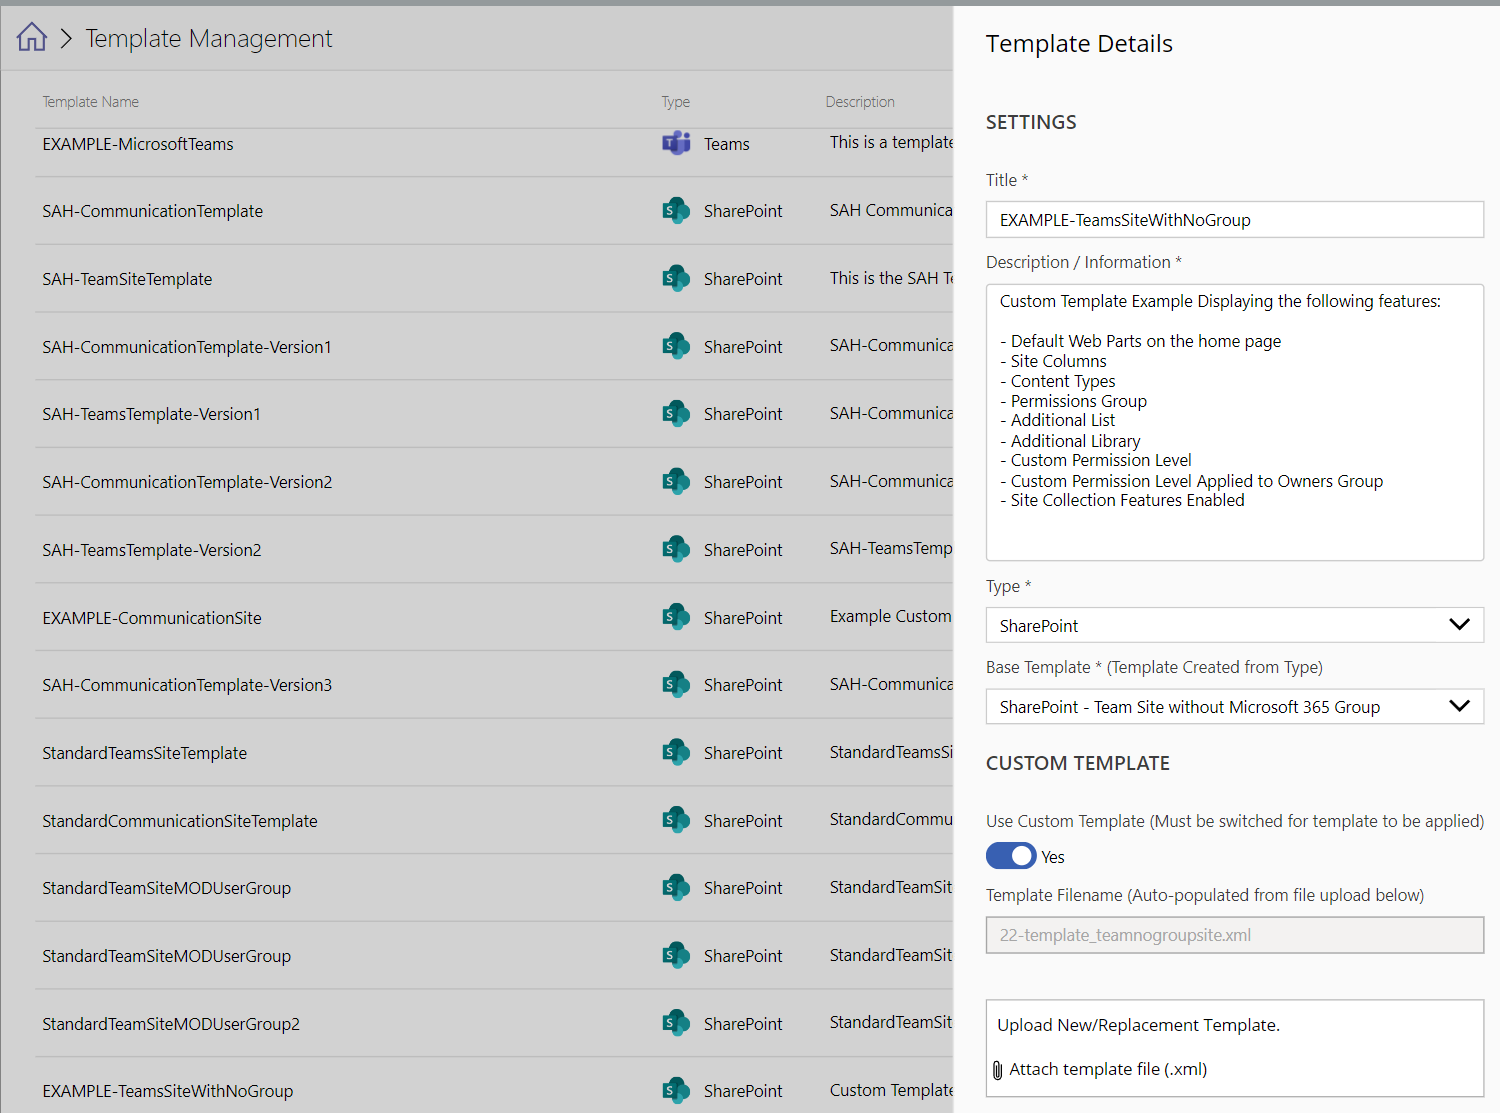 Template Management
Template Name Type Description
EXAMPLE-MicrosoftTeams Teams This is a template
SAH-CommunicationTemplate SharePoint SAH Communica
SAH-TeamSiteTemplate SharePoint This is the SAH Te
SAH-CommunicationTemplate-Version1 SharePoint SAH-Communica
SAH-TeamsTemplate-Version1 SharePoint SAH-Communica
SAH-CommunicationTemplate-Version2 SharePoint SAH-Communica
SAH-TeamsTemplate-Version2 SharePoint SAH-TeamsTemp
EXAMPLE-CommunicationSite SharePoint Example Custom
SAH-CommunicationTemplate-Version3 SharePoint SAH-Communica
StandardTeamsSiteTemplate SharePoint StandardTeamsSi
StandardCommunicationSiteTemplate SharePoint StandardCommu
StandardTeamSiteMODUserGroup SharePoint StandardTeamSit
StandardTeamSiteMODUserGroup SharePoint StandardTeamSit
StandardTeamSiteMODUserGroup2 SharePoint StandardTeamSit
EXAMPLE-TeamsSiteWithNoGroup SharePoint Custom Template
Template Details
SETTINGS
Title *
EXAMPLE-TeamsSiteWithNoGroup
Description / Information *
Custom Template Example Displaying the following features:
- Default Web Parts on the home page
- Site Columns
- Content Types
- Permissions Group
- Additional List
- Additional Library
- Custom Permission Level
- Custom Permission Level Applied to Owners Group
- Site Collection Features Enabled
Type *
SharePoint
Base Template * (Template Created from Type)
SharePoint - Team Site without Microsoft 365 Group
CUSTOM TEMPLATE
Use Custom Template (Must be switched for template to be applied)
Yes
Template Filename (Auto-populated from file upload below)
22-template_teamnogroupsite.xml
Upload New/Replacement Template.
Attach template file (.xml)